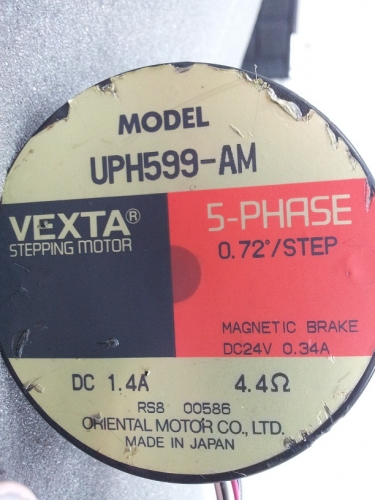 MODEL
UPH599-AM
VEXTA®
STEPPING MOTOR
5-PHASE
0.72°/STEP
MAGNETIC BRAKE
DC24V 0.34A
DC 1.4A 4.4Ω
RS8 00586
ORIENTAL MOTOR CO., LTD.
MADE IN JAPAN